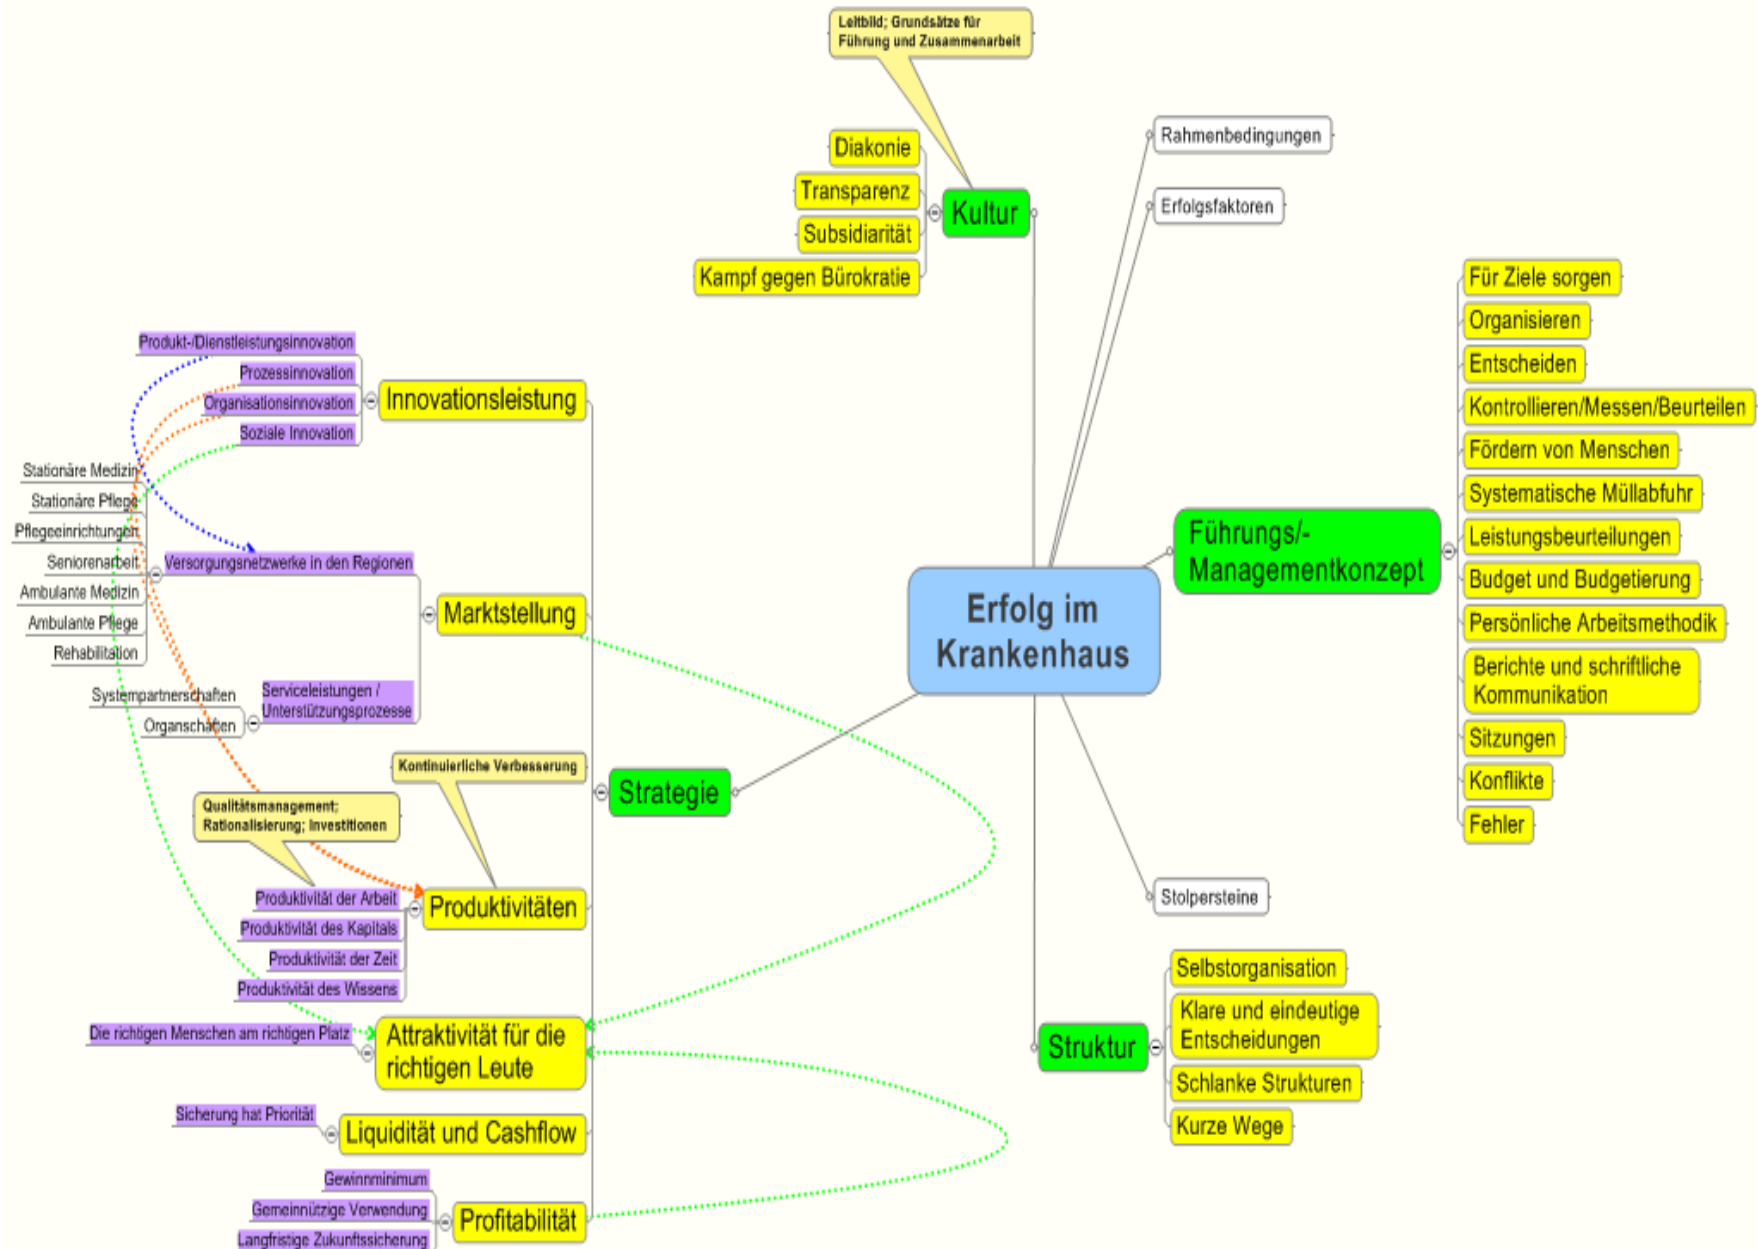 Leitbild; Grundsätze für
Führung und Zusammenarbeit
Diakonie
Transparenz
Subsidiarität
Kampf gegen Bürokratie
Kultur
Rahmenbedingungen
Erfolgsfaktoren
Für Ziele sorgen
Organisieren
Entscheiden
Kontrollieren/Messen/Beurteilen
Fördern von Menschen
Systematische Müllabfuhr
Leistungsbeurteilungen
Budget und Budgetierung
Persönliche Arbeitsmethodik
Berichte und schriftliche
Kommunikation
Sitzungen
Konflikte
Fehler
Führungs/-
Managementkonzept
Erfolg im
Krankenhaus
Produkt-/Dienstleistungsinnovation
Prozessinnovation
Organisationsinnovation
Soziale Innovation
Innovationsleistung
Stationäre Medizin
Stationäre Pflege
Pflegeeinrichtungen
Seniorenarbeit
Ambulante Medizin
Ambulante Pflege
Rehabilitation
Versorgungsnetzwerke in den Regionen
Marktstellung
Systempartnerschaften
Organschaften
Serviceleistungen /
Unterstützungsprozesse
Kontinuierliche Verbesserung
Strategie
Qualitätsmanagement;
Rationalisierung; Investitionen
Produktivität der Arbeit
Produktivität des Kapitals
Produktivität der Zeit
Produktivität des Wissens
Produktivitäten
Die richtigen Menschen am richtigen Platz
Attraktivität für die
richtigen Leute
Sicherung hat Priorität
Liquidität und Cashflow
Gewinnminimum
Gemeinnützige Verwendung
Langfristige Zukunftssicherung
Profitabilität
Stolpersteine
Struktur
Selbstorganisation
Klare und eindeutige
Entscheidungen
Schlanke Strukturen
Kurze Wege